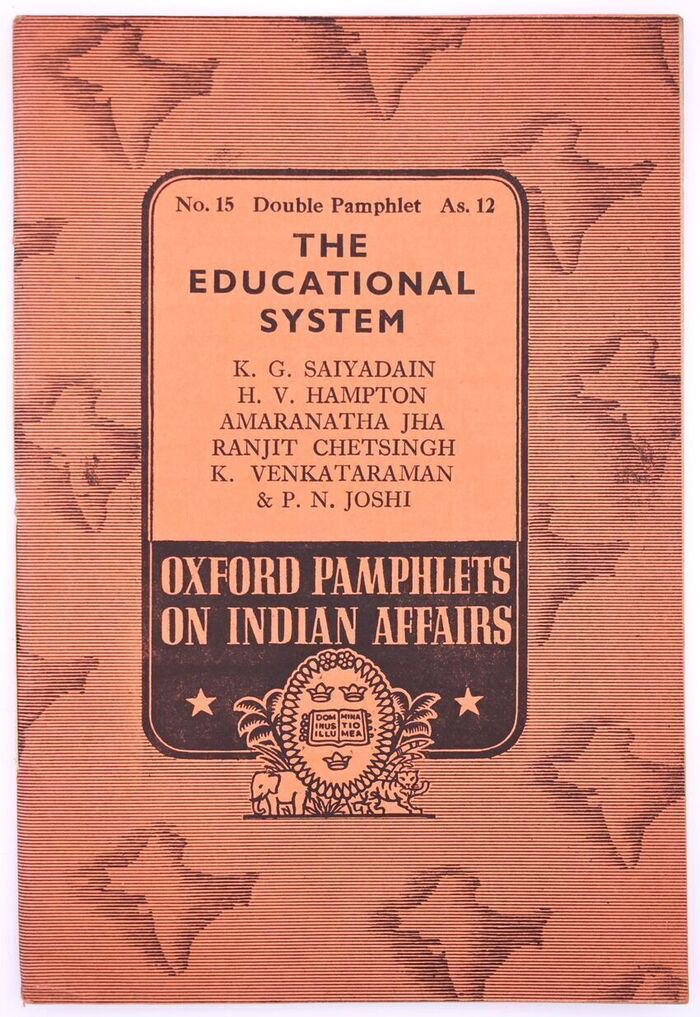 No. 15 Double Pamphlet As. 12
THE
EDUCATIONAL
SYSTEM
K. G. SAIYADAIN
H. V. HAMPTON
AMARANATHA JHA
RANJIT CHETSINGH
K. VENKATARAMAN
& P. N. JOSHI
OXFORD PAMPHLETS
ON INDIAN AFFAIRS
DOM MINA
INUS TIO
ILLU MEA